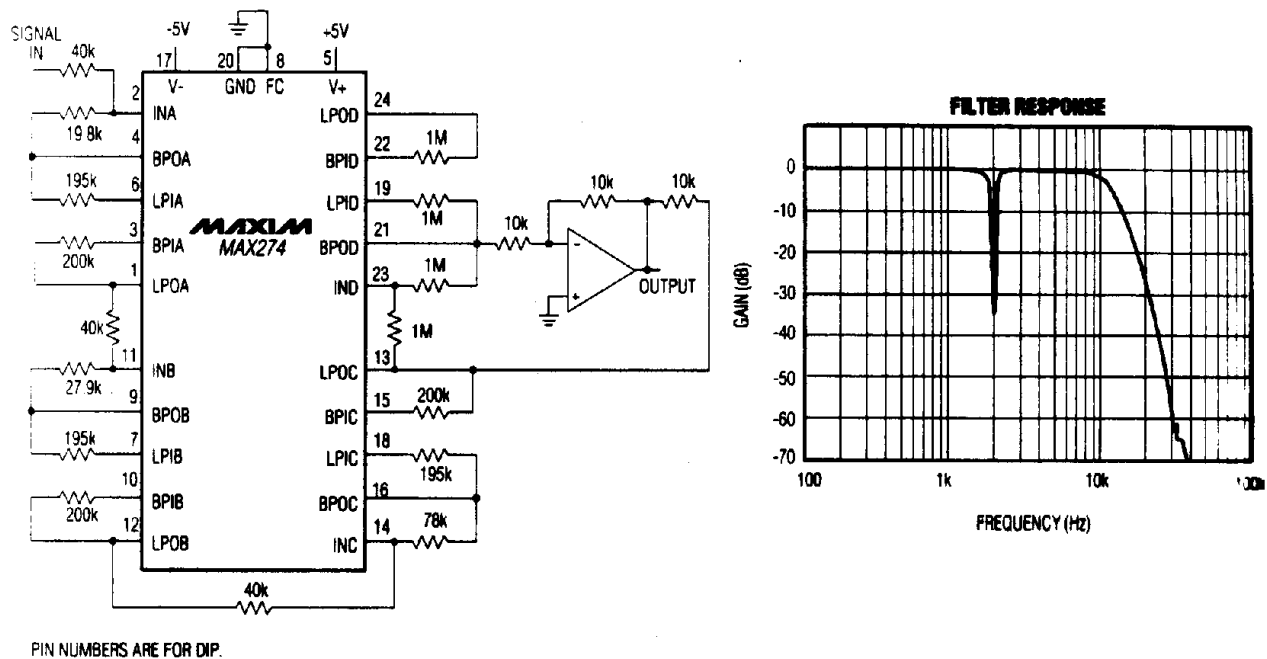 SIGNAL
IN
40k
-5V
+5V
17
20
8
5
V-
GND FC
V+
2
INA
19.8k
4
BPOA
195k
6
LPIA
3
BPIA
200k
1
LPOA
40k
11
INB
27.9k
9
BPOB
195k
7
LPIB
10
BPIB
200k
12
LPOB
40k
MAXIM
MAX274
24
LPOD
1M
22
BPID
19
LPID
1M
21
BPOD
1M
23
IND
1M
13
LPOC
200k
15
BPIC
18
LPIC
195k
16
BPOC
78k
14
INC
10k
10k
10k
-
+
OUTPUT
PIN NUMBERS ARE FOR DIP.
FILTER RESPONSE
GAIN (dB)
0
-10
-20
-30
-40
-50
-60
-70
100
1k
10k
FREQUENCY (Hz)